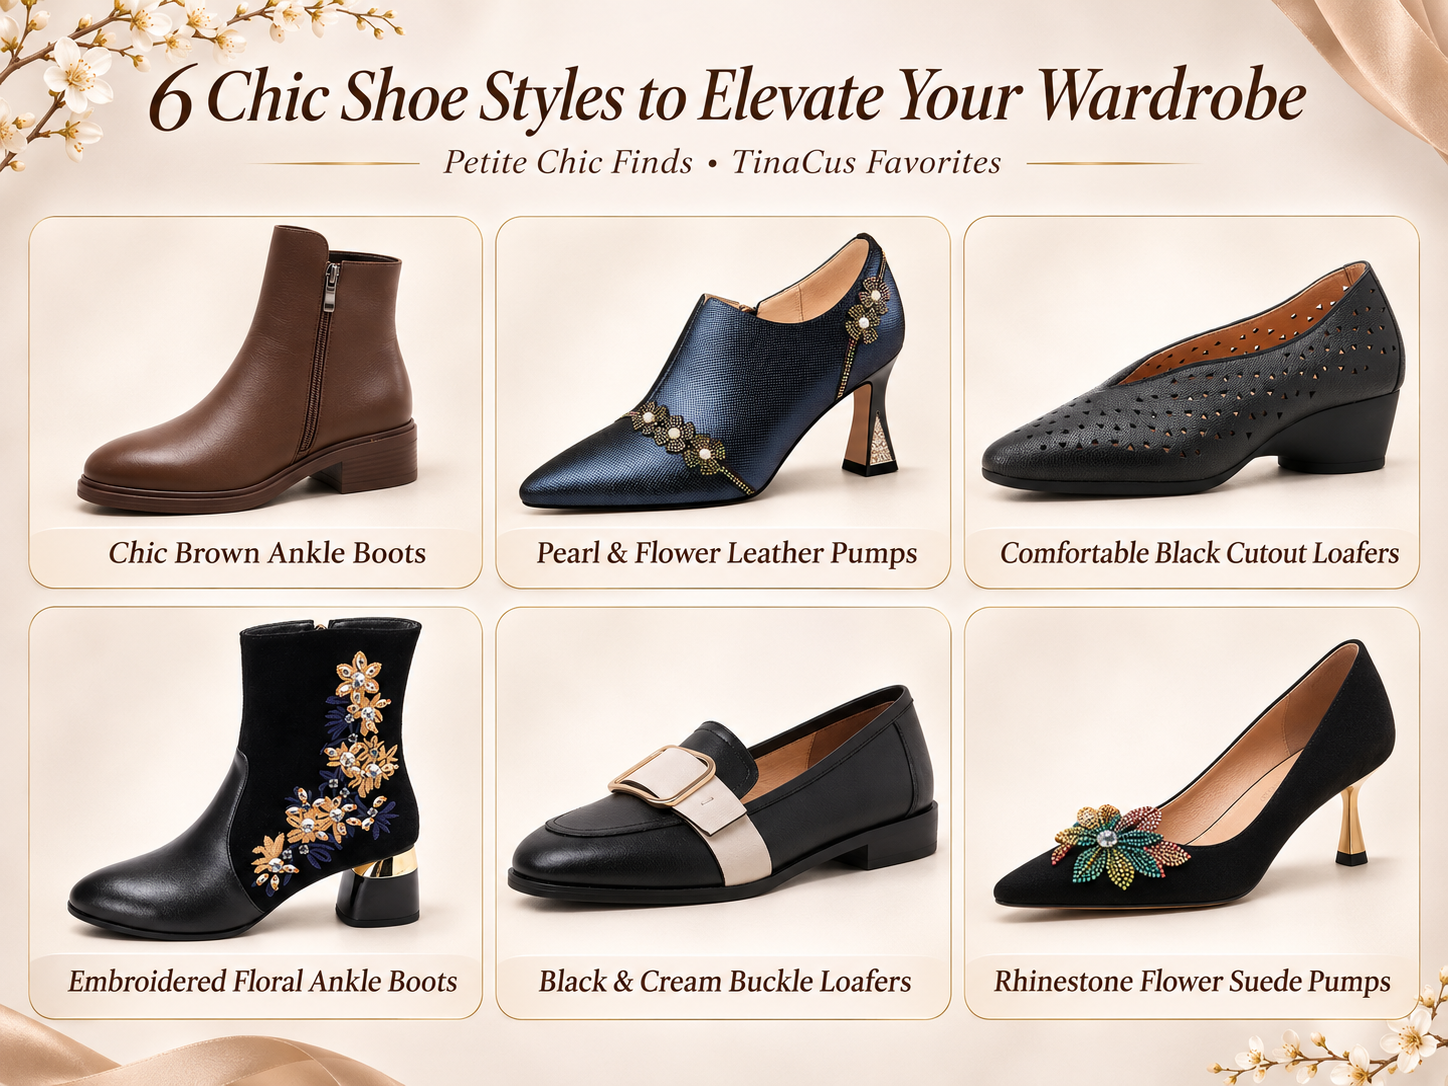 6 Chic Shoe Styles to Elevate Your Wardrobe
Petite Chic Finds • TinaCus Favorites
Chic Brown Ankle Boots
Pearl & Flower Leather Pumps
Comfortable Black Cutout Loafers
Embroidered Floral Ankle Boots
Black & Cream Buckle Loafers
Rhinestone Flower Suede Pumps